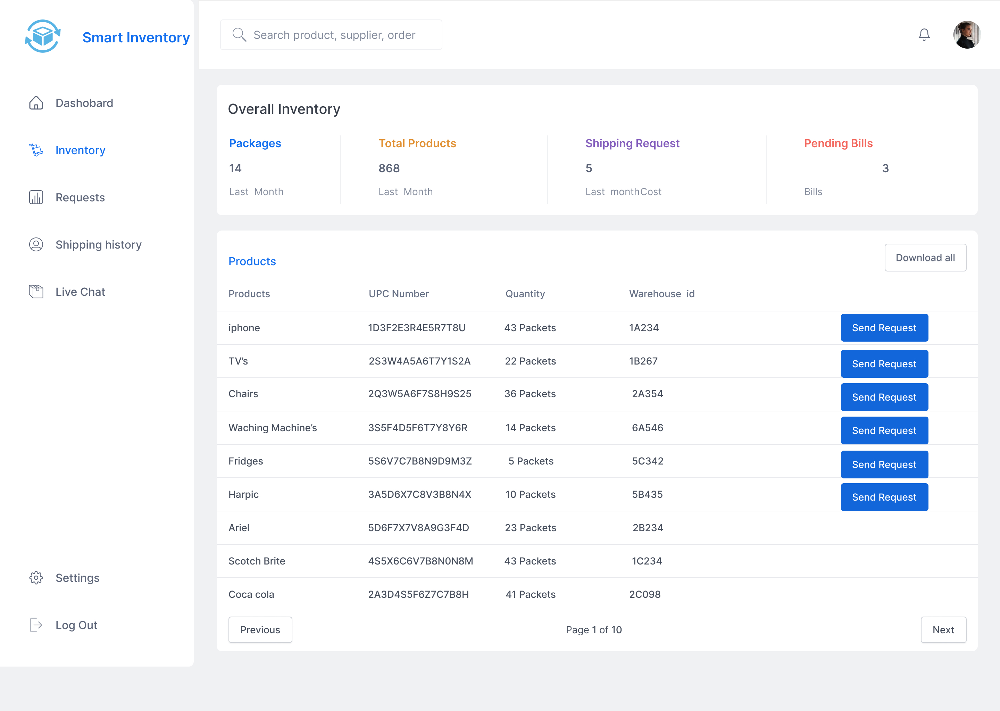 Smart Inventory
Search product, supplier, order
Dashobard
Inventory
Requests
Shipping history
Live Chat
Settings
Log Out
Overall Inventory
Packages Total Products Shipping Request Pending Bills
14 868 5 3
Last Month Last Month Last monthCost Bills
Products Download all
Products UPC Number Quantity Warehouse id
iphone 1D3F2E3R4E5R7T8U 43 Packets 1A234 Send Request
TV’s 2S3W4A5A6T7Y1S2A 22 Packets 1B267 Send Request
Chairs 2Q3W5A6F7S8H9S25 36 Packets 2A354 Send Request
Waching Machine’s 3S5F4D5F6T7Y8Y6R 14 Packets 6A546 Send Request
Fridges 5S6V7C7B8N9D9M3Z 5 Packets 5C342 Send Request
Harpic 3A5D6X7C8V3B8N4X 10 Packets 5B435 Send Request
Ariel 5D6F7X7V8A9G3F4D 23 Packets 2B234
Scotch Brite 4S5X6C6V7B8N0N8M 43 Packets 1C234
Coca cola 2A3D4S5F6Z7C7B8H 41 Packets 2C098
Previous Page 1 of 10 Next